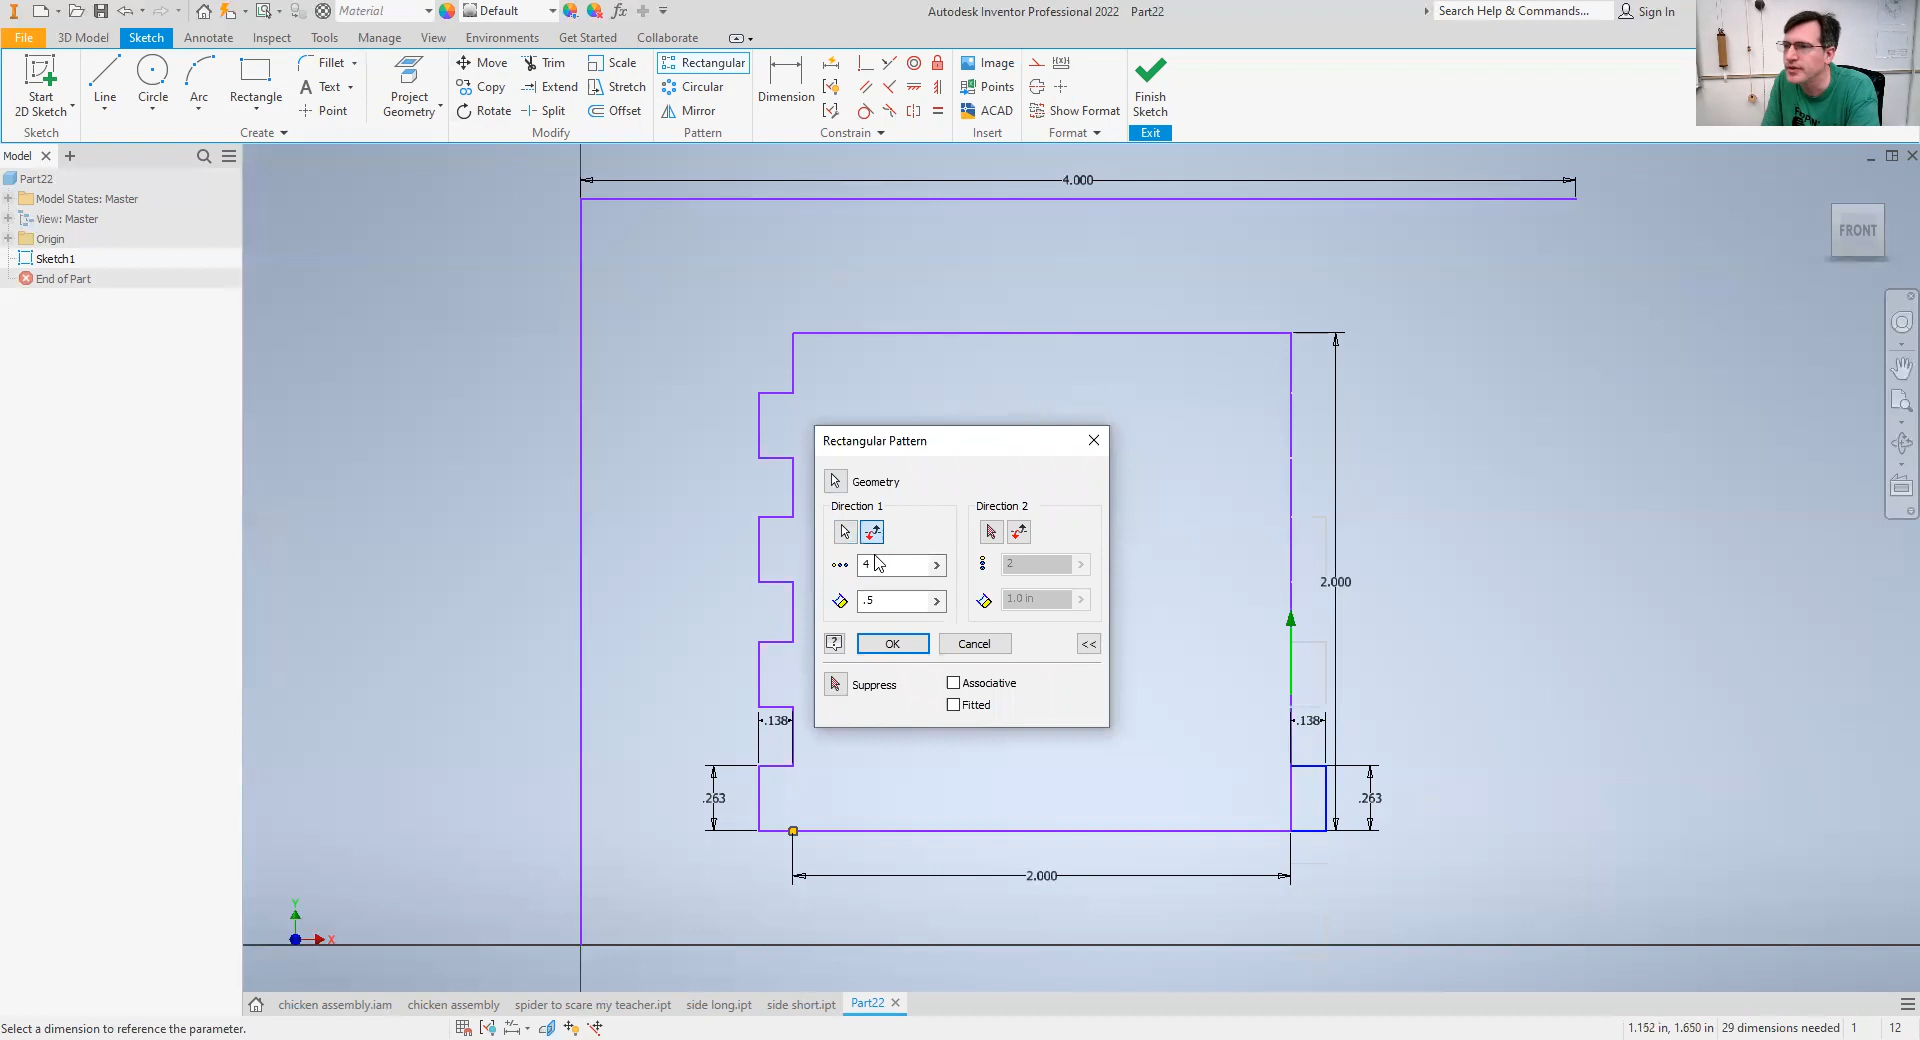 Material
Default
Autodesk Inventor Professional 2022 Part22
Search Help & Commands...
Sign In
File
3D Model
Sketch
Annotate
Inspect
Tools
Manage
View
Environments
Get Started
Collaborate
Start
2D Sketch
Line
Circle
Arc
Rectangle
Fillet
Text
Point
Project
Geometry
Move
Copy
Rotate
Trim
Extend
Split
Scale
Stretch
Offset
Rectangular
Circular
Mirror
Dimension
Image
Points
ACAD
Show Format
Finish
Sketch
Sketch
Create
Modify
Pattern
Constrain
Insert
Format
Exit
Model
Part22
Model States: Master
View: Master
Origin
Sketch1
End of Part
4.000
FRONT
2.000
.138
.138
.263
.263
2.000
Rectangular Pattern
Geometry
Direction 1
Direction 2
4
2
.5
1.0 in
OK
Cancel
<<
Suppress
Associative
Fitted
Y
X
chicken assembly.iam
chicken assembly
spider to scare my teacher.ipt
side long.ipt
side short.ipt
Part22
Select a dimension to reference the parameter.
1.152 in, 1.650 in
29 dimensions needed
1
12